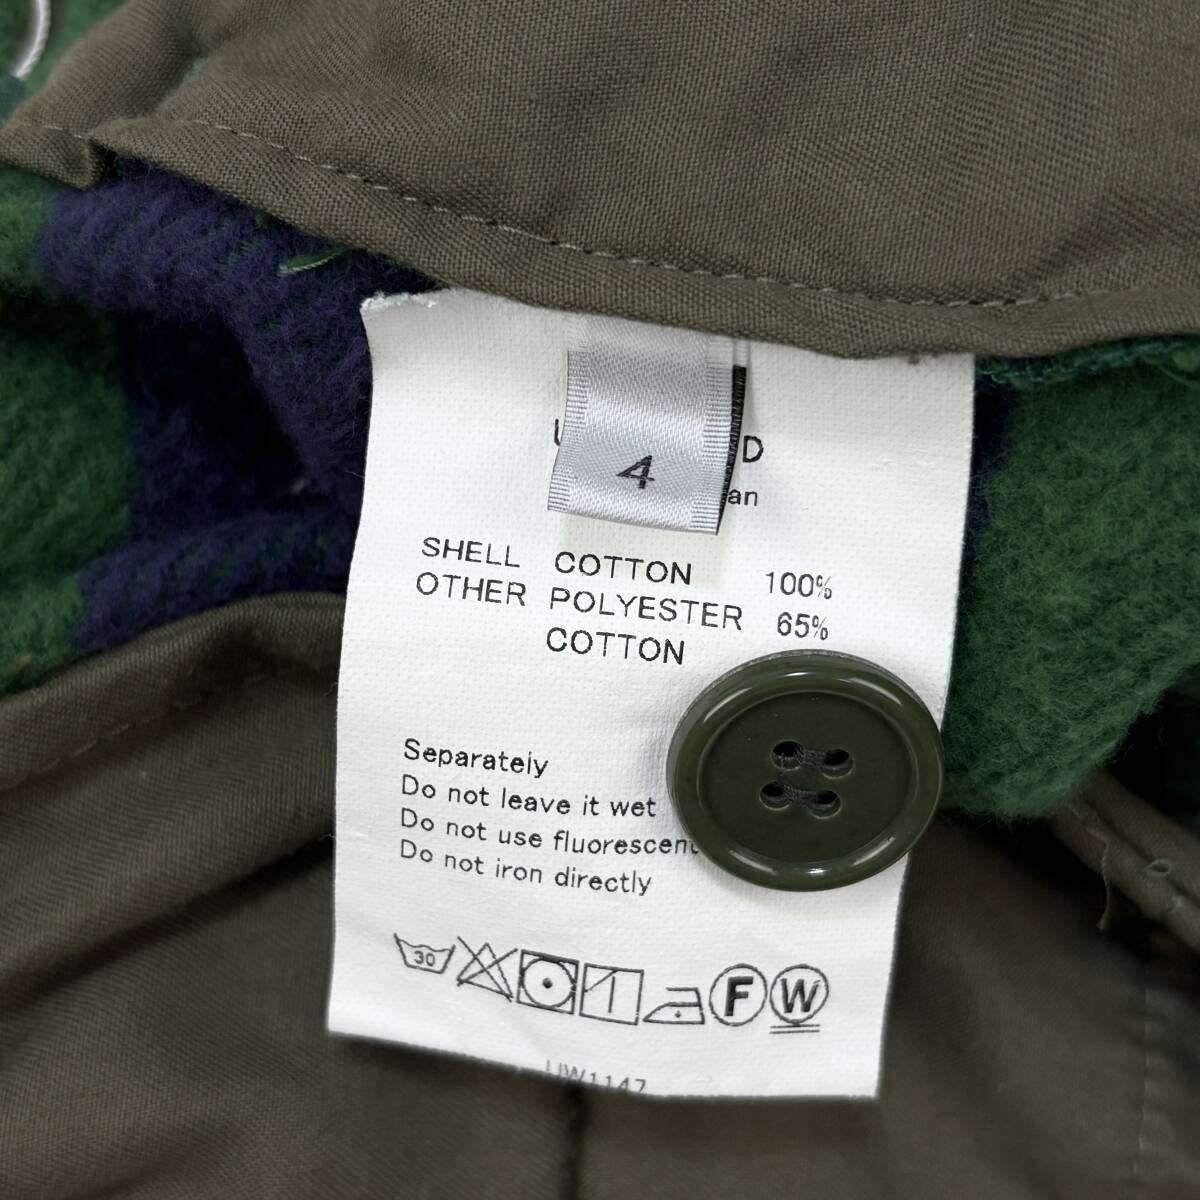 4
SHELL COTTON 100%
OTHER POLYESTER 65%
COTTON
Separately
Do not leave it wet
Do not use fluorescent
Do not iron directly
30 1 F W